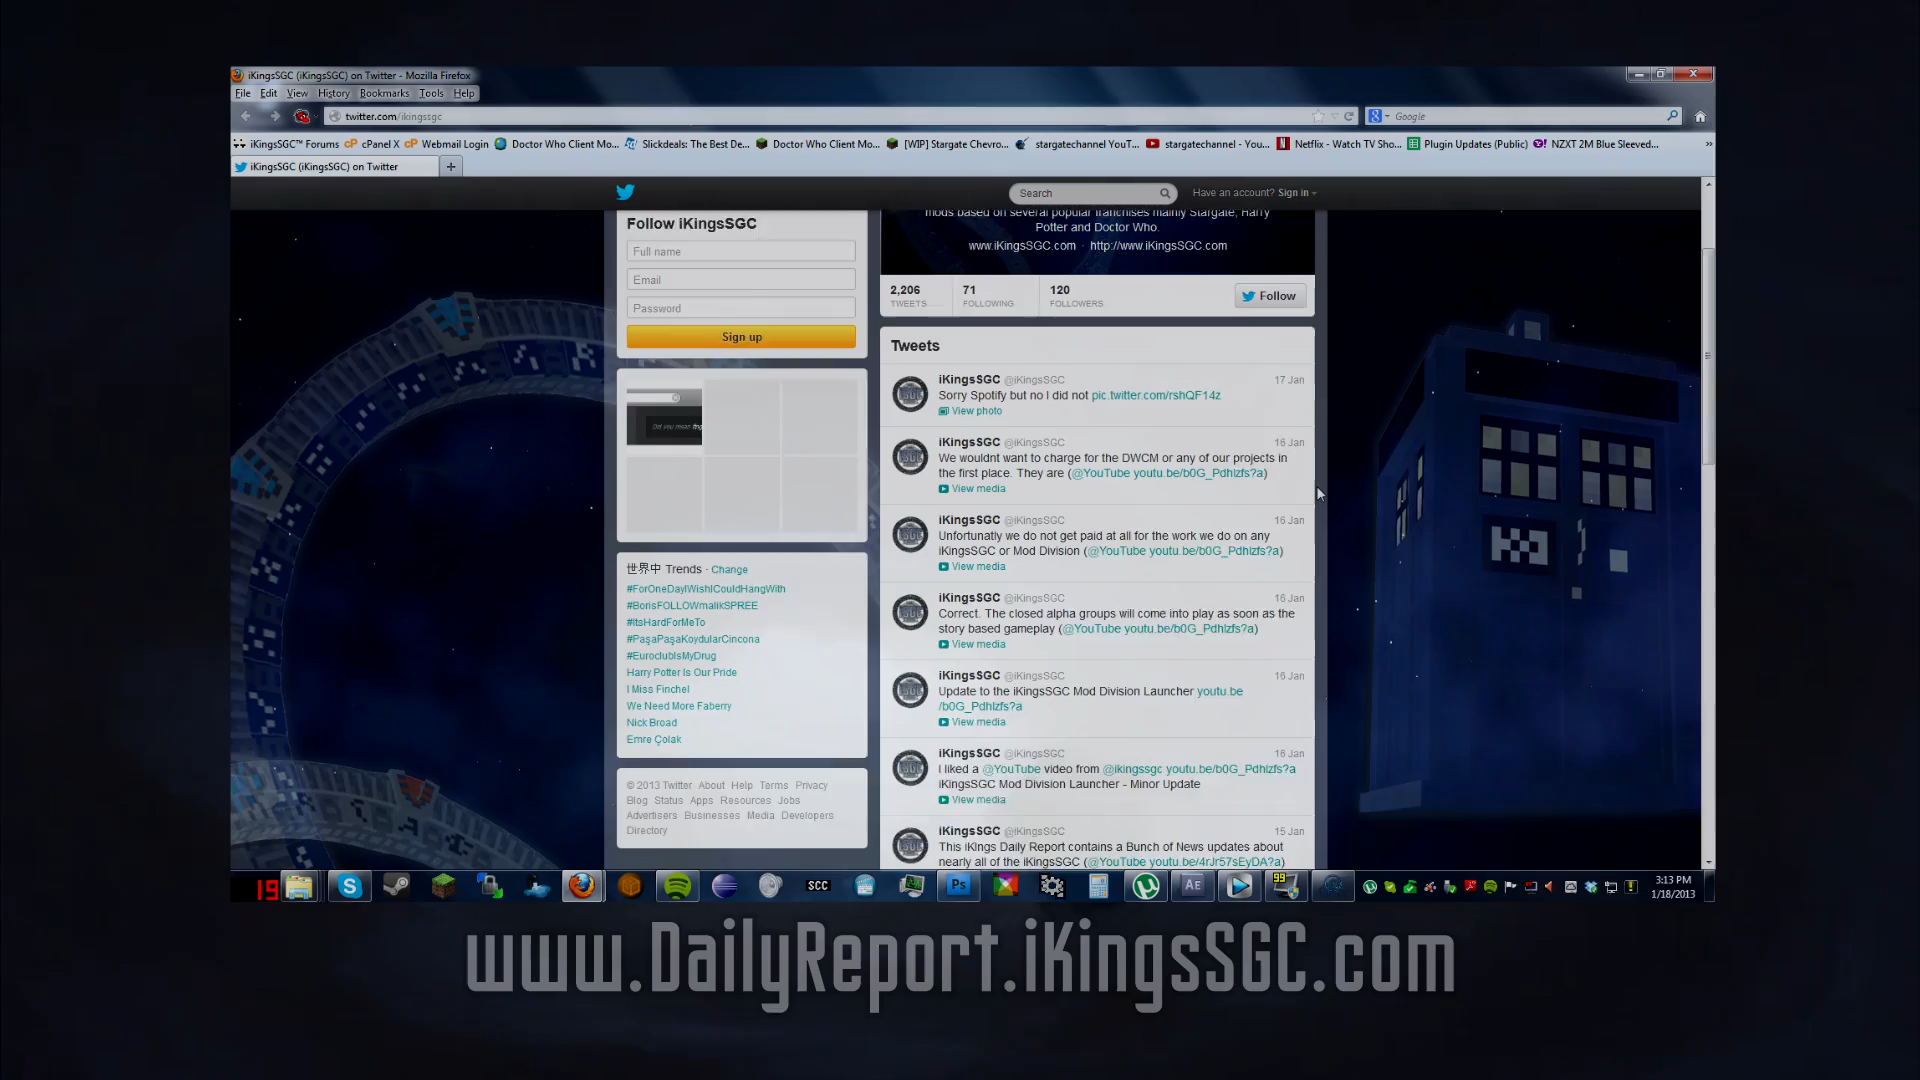 iKingsSGC (iKingsSGC) on Twitter - Mozilla Firefox
File Edit View History Bookmarks Tools Help
twitter.com/ikingssgc
Google
iKingsSGC™ Forums cPanel X Webmail Login Doctor Who Client Mo... Slickdeals: The Best De... Doctor Who Client Mo... [WIP] Stargate Chevro... stargatechannel YouT... stargatechannel - You... Netflix - Watch TV Sho... Plugin Updates (Public) NZXT 2M Blue Sleeved...
iKingsSGC (iKingsSGC) on Twitter
Search
Have an account? Sign in
Follow iKingsSGC
Full name
Email
Password
Sign up
Did you mean
世界中 Trends · Change
#ForOneDayIWishICouldHangWith
#BorisFOLLOWmalikSPREE
#ItsHardForMeTo
#PaşaPaşaKoydularCincona
#EuroclubIsMyDrug
Harry Potter Is Our Pride
I Miss Finchel
We Need More Faberry
Nick Broad
Emre Çolak
© 2013 Twitter About Help Terms Privacy
Blog Status Apps Resources Jobs
Advertisers Businesses Media Developers
Directory
mods based on several popular franchises mainly Stargate, Harry
Potter and Doctor Who.
www.iKingsSGC.com · http://www.iKingsSGC.com
2,206 71 120
TWEETS FOLLOWING FOLLOWERS
Follow
Tweets
iKingsSGC @iKingsSGC 17 Jan
Sorry Spotify but no I did not pic.twitter.com/rshQF14z
View photo
iKingsSGC @iKingsSGC 16 Jan
We wouldnt want to charge for the DWCM or any of our projects in
the first place. They are (@YouTube youtu.be/b0G_Pdhlzfs?a)
View media
iKingsSGC @iKingsSGC 16 Jan
Unfortunatly we do not get paid at all for the work we do on any
iKingsSGC or Mod Division (@YouTube youtu.be/b0G_Pdhlzfs?a)
View media
iKingsSGC @iKingsSGC 16 Jan
Correct. The closed alpha groups will come into play as soon as the
story based gameplay (@YouTube youtu.be/b0G_Pdhlzfs?a)
View media
iKingsSGC @iKingsSGC 16 Jan
Update to the iKingsSGC Mod Division Launcher youtu.be
/b0G_Pdhlzfs?a
View media
iKingsSGC @iKingsSGC 16 Jan
I liked a @YouTube video from @ikingssgc youtu.be/b0G_Pdhlzfs?a
iKingsSGC Mod Division Launcher - Minor Update
View media
iKingsSGC @iKingsSGC 15 Jan
This iKings Daily Report contains a Bunch of News updates about
nearly all of the iKingsSGC (@YouTube youtu.be/4rJr57sEyDA?a)
19
SCC
Ps
AE
99
3:13 PM
1/18/2013
www.DailyReport.iKingsSGC.com